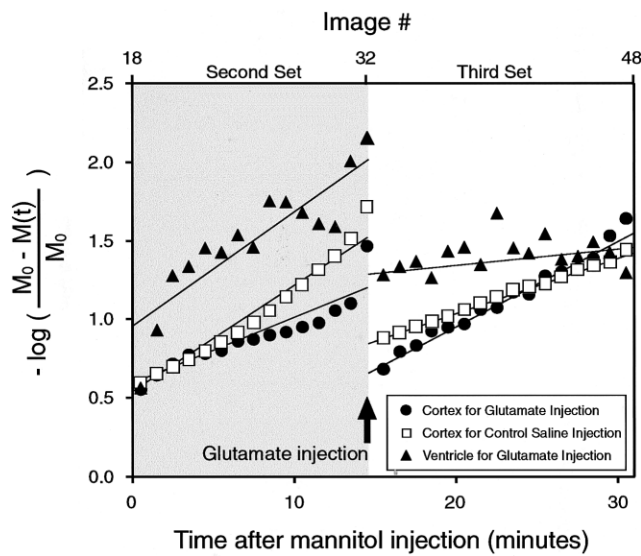 Image #
18 32 48
Second Set Third Set
2.5
2.0
1.5
1.0
0.5
0.0
- log ( M₀ - M(t) / M₀ )
Glutamate injection
Cortex for Glutamate Injection
Cortex for Control Saline Injection
Ventricle for Glutamate Injection
0 10 20 30
Time after mannitol injection (minutes)